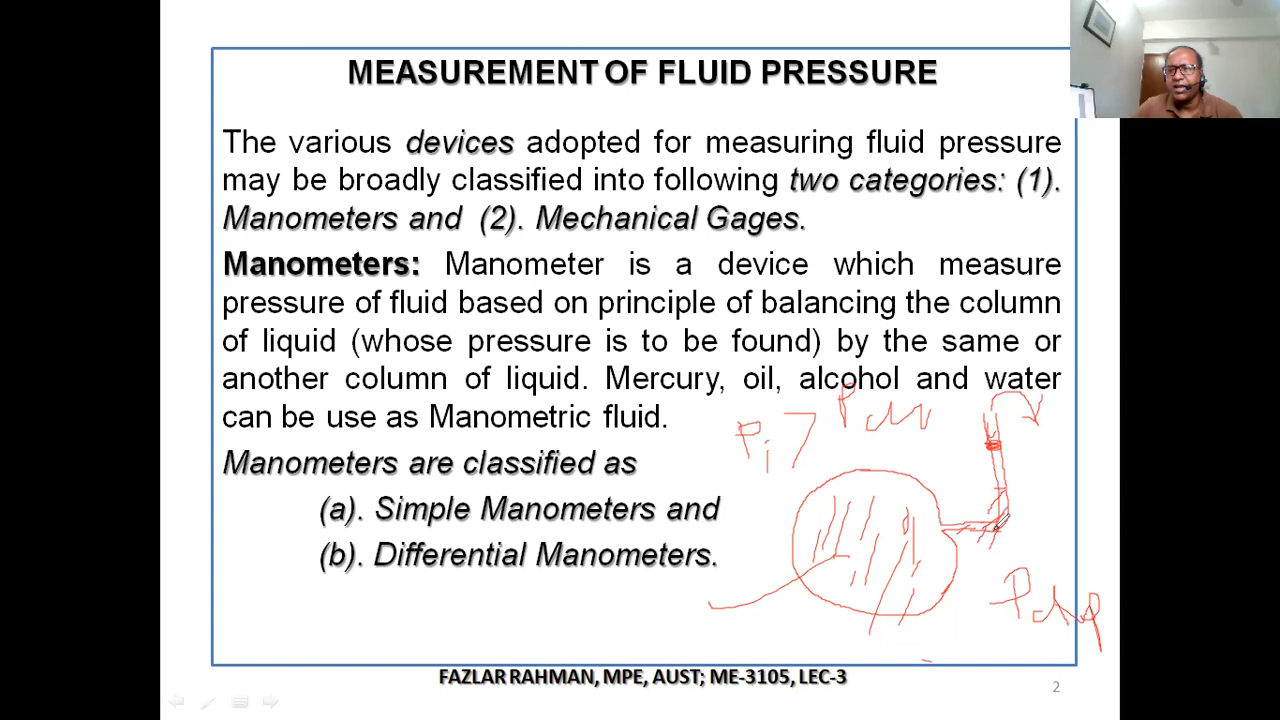 MEASUREMENT OF FLUID PRESSURE
The various devices adopted for measuring fluid pressure
may be broadly classified into following two categories: (1).
Manometers and (2). Mechanical Gages.
Manometers: Manometer is a device which measure
pressure of fluid based on principle of balancing the column
of liquid (whose pressure is to be found) by the same or
another column of liquid. Mercury, oil, alcohol and water
can be use as Manometric fluid.
Manometers are classified as
(a). Simple Manometers and
(b). Differential Manometers.
Pi >
FAZLAR RAHMAN, MPE, AUST; ME-3105, LEC-3
2